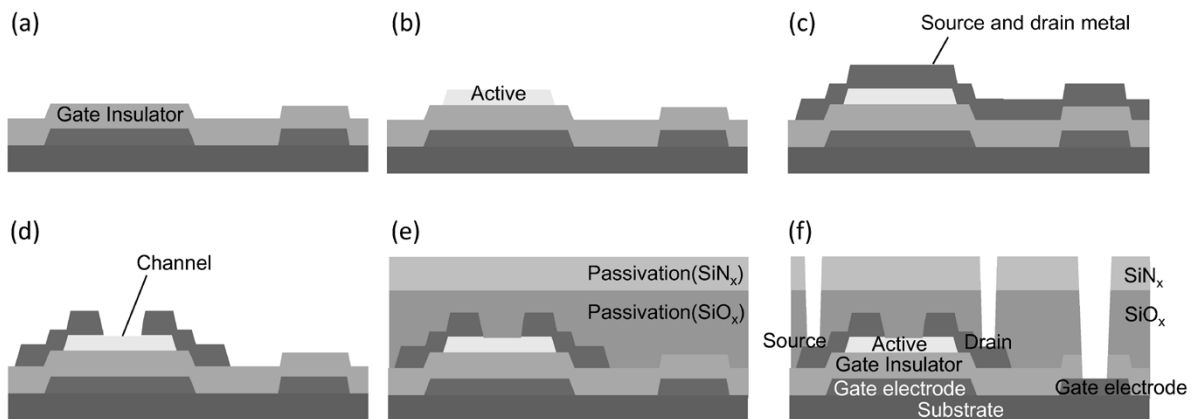 (a)
Gate Insulator
(b)
Active
(c)
Source and drain metal
(d)
Channel
(e)
Passivation(SiNx)
Passivation(SiOx)
(f)
SiNx
SiOx
Source
Active
Drain
Gate Insulator
Gate electrode
Gate electrode
Substrate